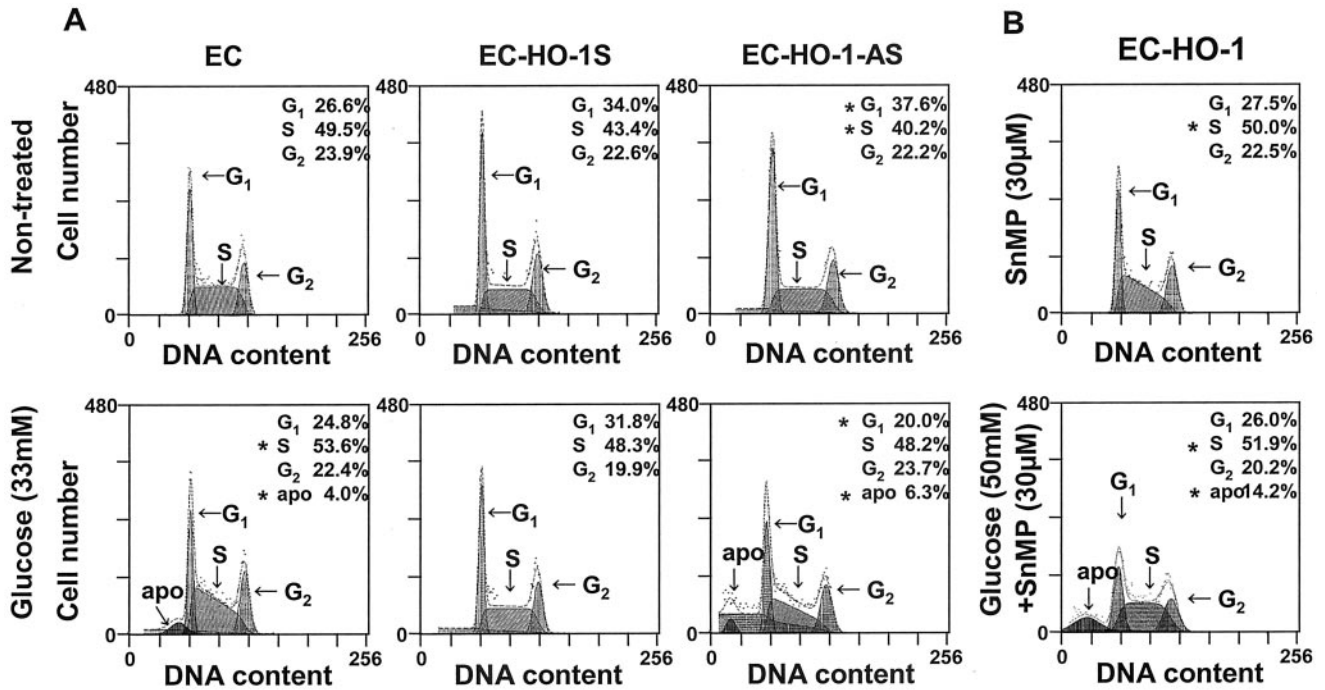 A
B
EC
EC-HO-1S
EC-HO-1-AS
EC-HO-1
Non-treated
Cell number
480
G₁ 26.6%
S 49.5%
G₂ 23.9%
←G₁
S
↓
←G₂
0
0
256
DNA content
480
G₁ 34.0%
S 43.4%
G₂ 22.6%
←G₁
S
↓
←G₂
0
0
256
DNA content
480
* G₁ 37.6%
* S 40.2%
G₂ 22.2%
←G₁
S
↓
←G₂
0
0
256
DNA content
SnMP (30μM)
480
G₁ 27.5%
* S 50.0%
G₂ 22.5%
←G₁
S
↓
←G₂
0
0
256
DNA content
Glucose (33mM)
Cell number
480
G₁ 24.8%
* S 53.6%
G₂ 22.4%
* apo 4.0%
←G₁
S
↓
apo
←G₂
0
0
256
DNA content
480
G₁ 31.8%
S 48.3%
G₂ 19.9%
←G₁
S
↓
←G₂
0
0
256
DNA content
480
* G₁ 20.0%
S 48.2%
G₂ 23.7%
* apo 6.3%
←G₁
apo
↓
S
↓
←G₂
0
0
256
DNA content
Glucose (50mM)
+SnMP (30μM)
480
G₁ 26.0%
* S 51.9%
G₂ 20.2%
* apo14.2%
G₁
↓
S
↓
apo
↓
←G₂
0
0
256
DNA content